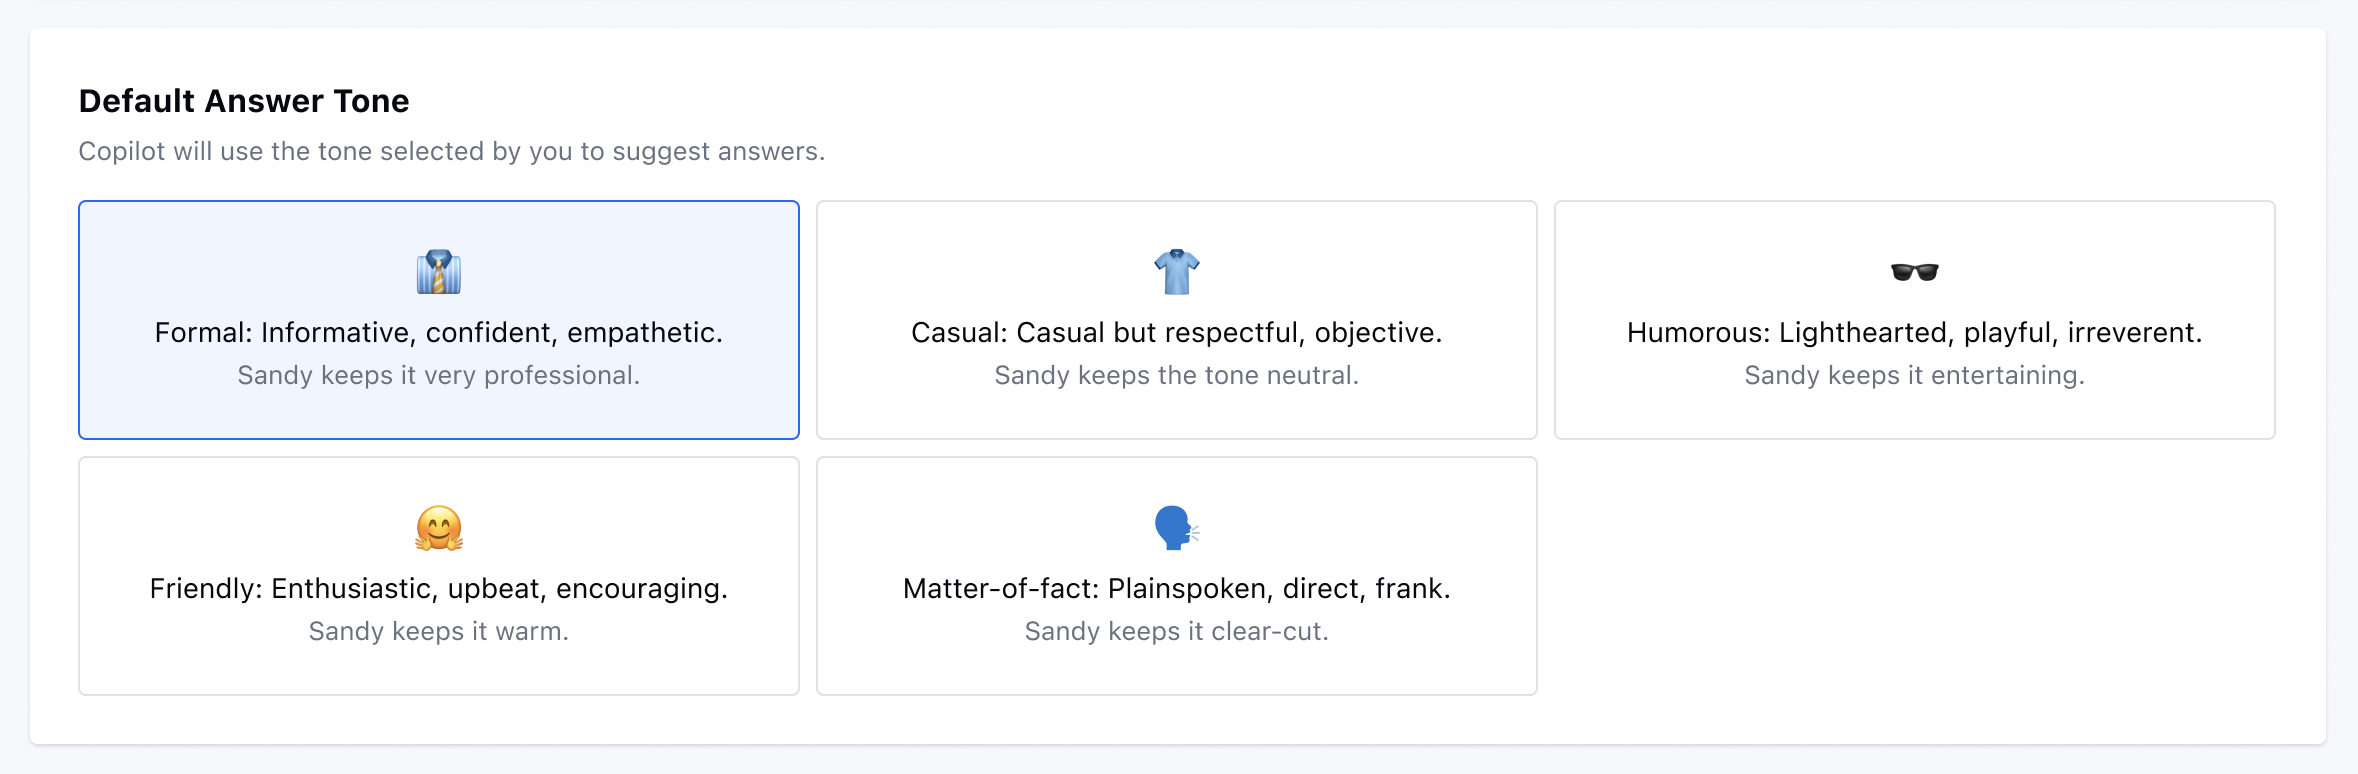 Default Answer Tone
Copilot will use the tone selected by you to suggest answers.
Formal: Informative, confident, empathetic.
Sandy keeps it very professional.
Casual: Casual but respectful, objective.
Sandy keeps the tone neutral.
Humorous: Lighthearted, playful, irreverent.
Sandy keeps it entertaining.
Friendly: Enthusiastic, upbeat, encouraging.
Sandy keeps it warm.
Matter-of-fact: Plainspoken, direct, frank.
Sandy keeps it clear-cut.